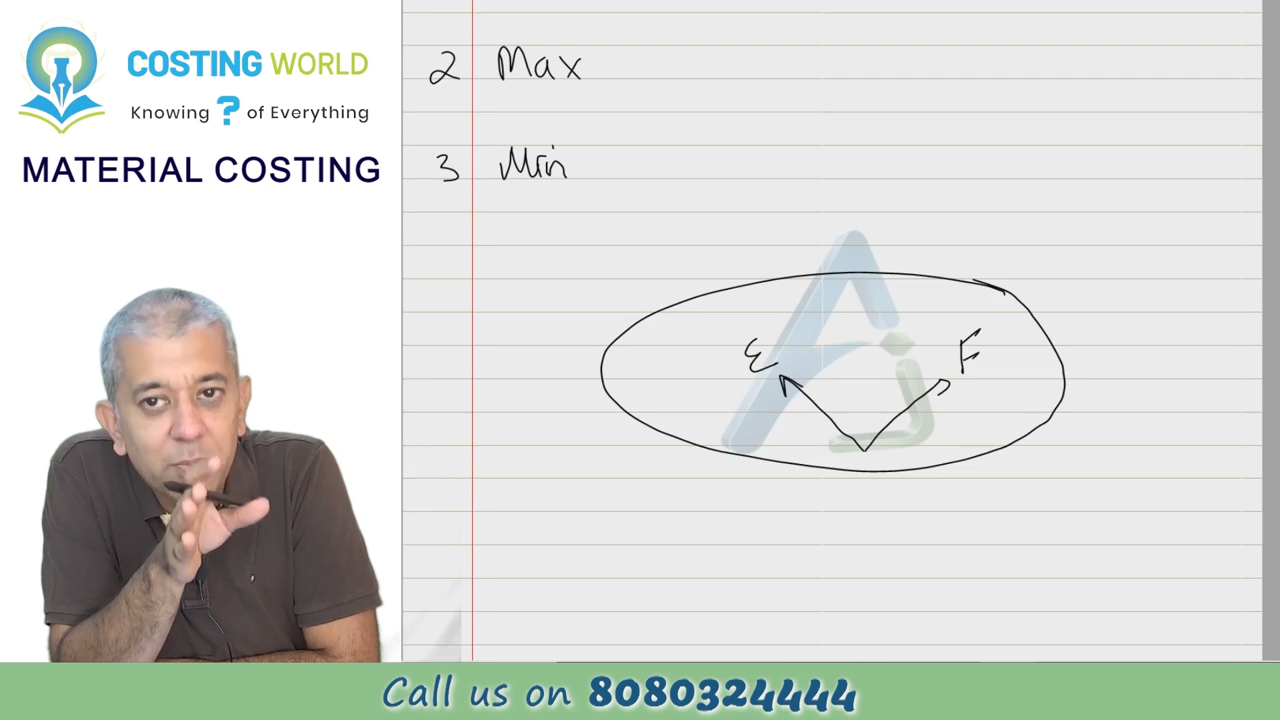 COSTING WORLD
Knowing ? of Everything
MATERIAL COSTING
2 Max
3 Min
E F
Call us on 8080324444